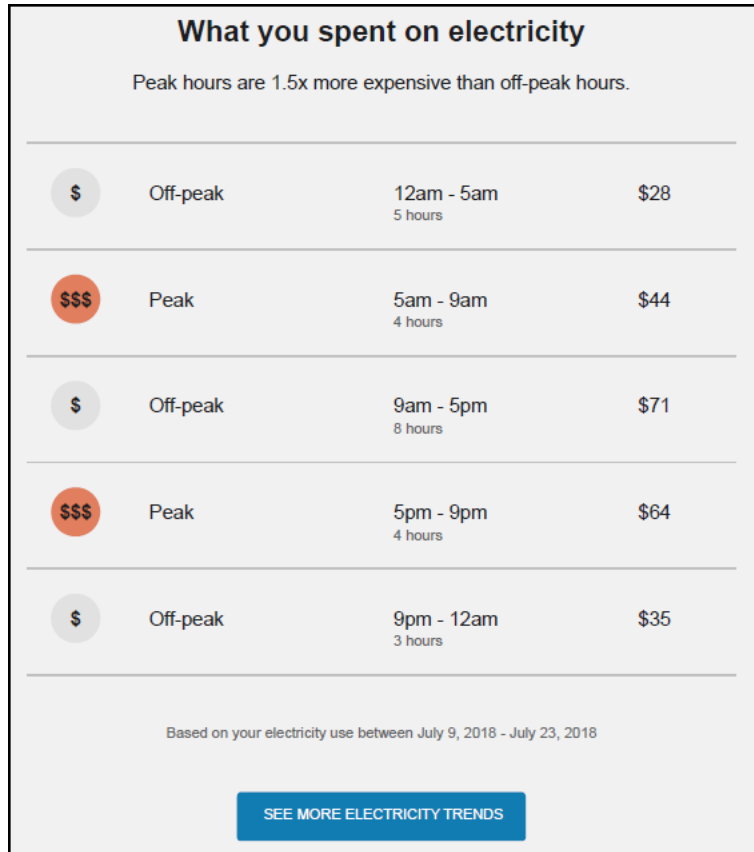 What you spent on electricity
Peak hours are 1.5x more expensive than off-peak hours.
$ Off-peak 12am - 5am $28
5 hours
$$$ Peak 5am - 9am $44
4 hours
$ Off-peak 9am - 5pm $71
8 hours
$$$ Peak 5pm - 9pm $64
4 hours
$ Off-peak 9pm - 12am $35
3 hours
Based on your electricity use between July 9, 2018 - July 23, 2018
SEE MORE ELECTRICITY TRENDS